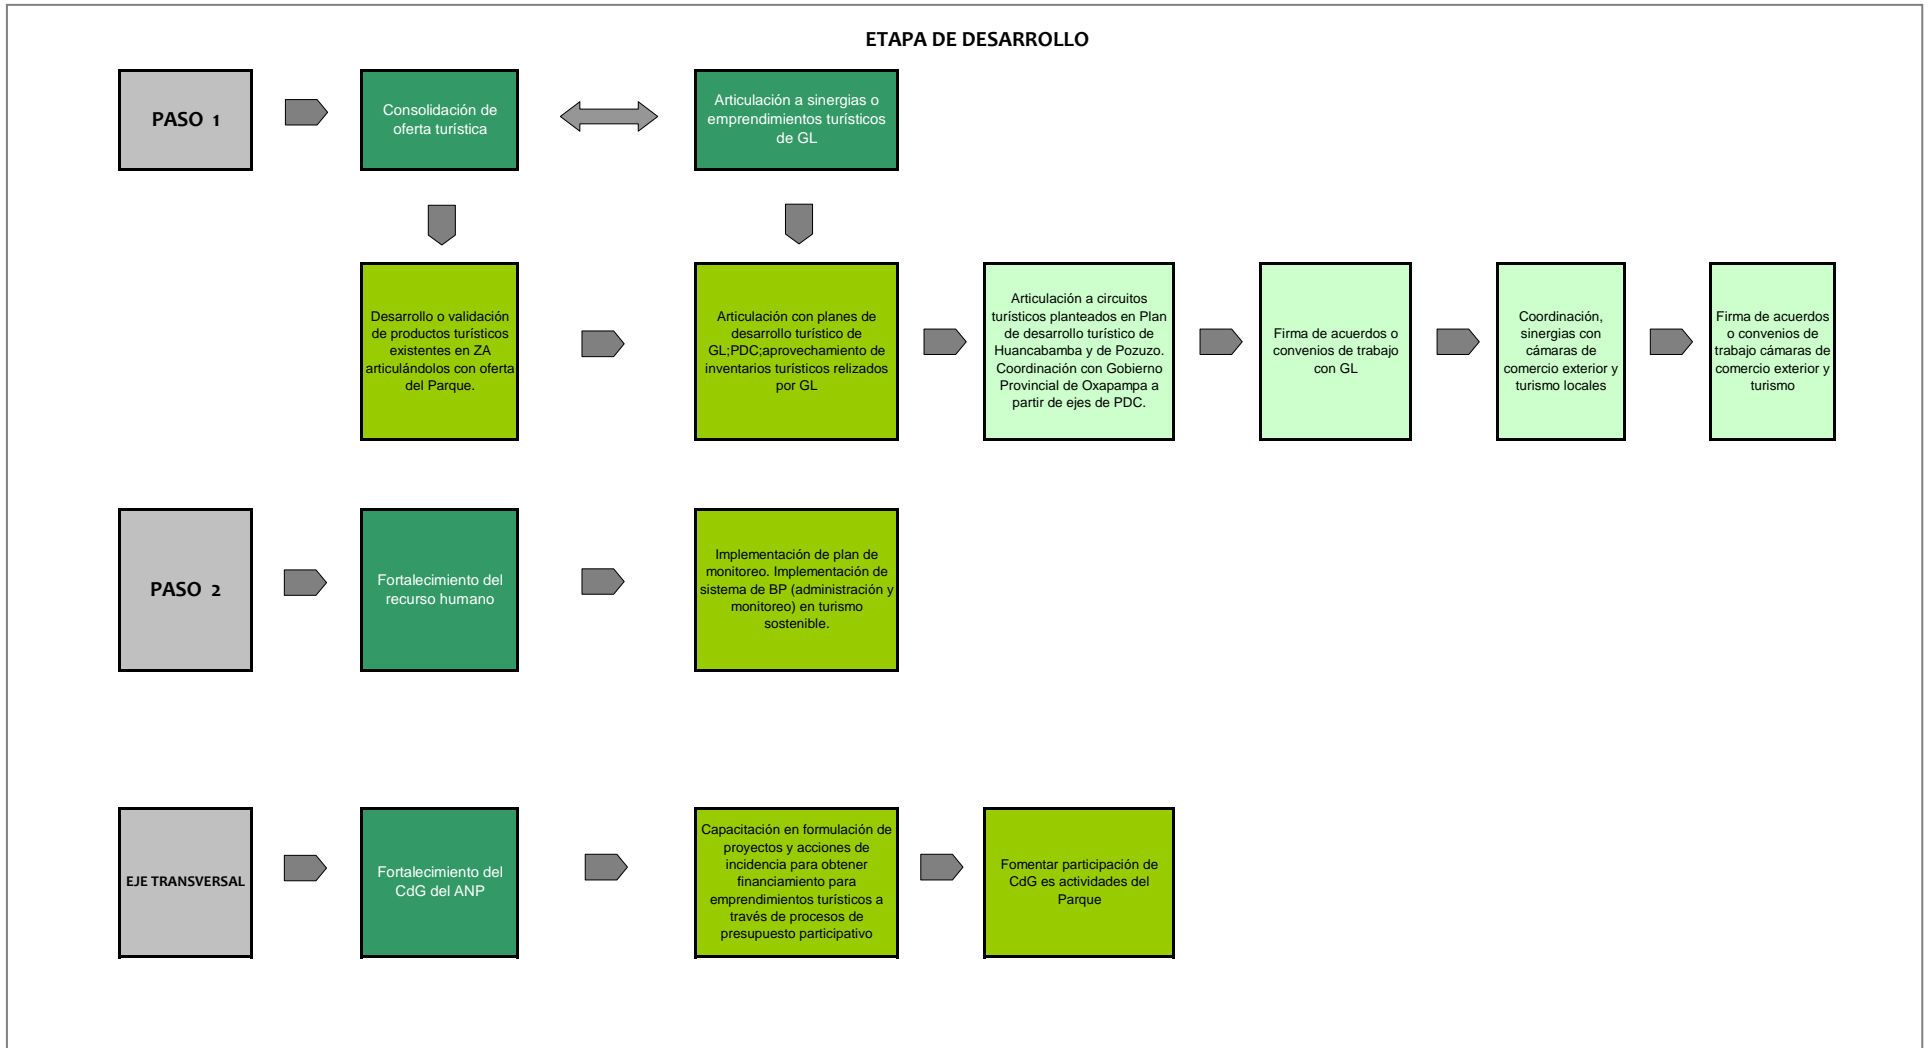 ETAPA DE DESARROLLO
PASO 1
Consolidación de
oferta turística
Articulación a sinergias o
emprendimientos turísticos
de GL
Desarrollo o validación
de productos turísticos
existentes en ZA
articulándolos con oferta
del Parque.
Articulación con planes de
desarrollo turístico de
GL;PDC;aprovechamiento de
inventarios turísticos relizados
por GL
Articulación a circuitos
turísticos planteados en Plan
de desarrollo turístico de
Huancabamba y de Pozuzo.
Coordinación con Gobierno
Provincial de Oxapampa a
partir de ejes de PDC.
Firma de acuerdos o
convenios de trabajo
con GL
Coordinación,
sinergias con
cámaras de
comercio exterior y
turismo locales
Firma de acuerdos
o convenios de
trabajo cámaras de
comercio exterior y
turismo
PASO 2
Fortalecimiento del
recurso humano
Implementación de plan de
monitoreo. Implementación de
sistema de BP (administración y
monitoreo) en turismo
sostenible.
EJE TRANSVERSAL
Fortalecimiento del
CdG del ANP
Capacitación en formulación de
proyectos y acciones de
incidencia para obtener
financiamiento para
emprendimientos turísticos a
través de procesos de
presupuesto participativo
Fomentar participación de
CdG es actividades del
Parque